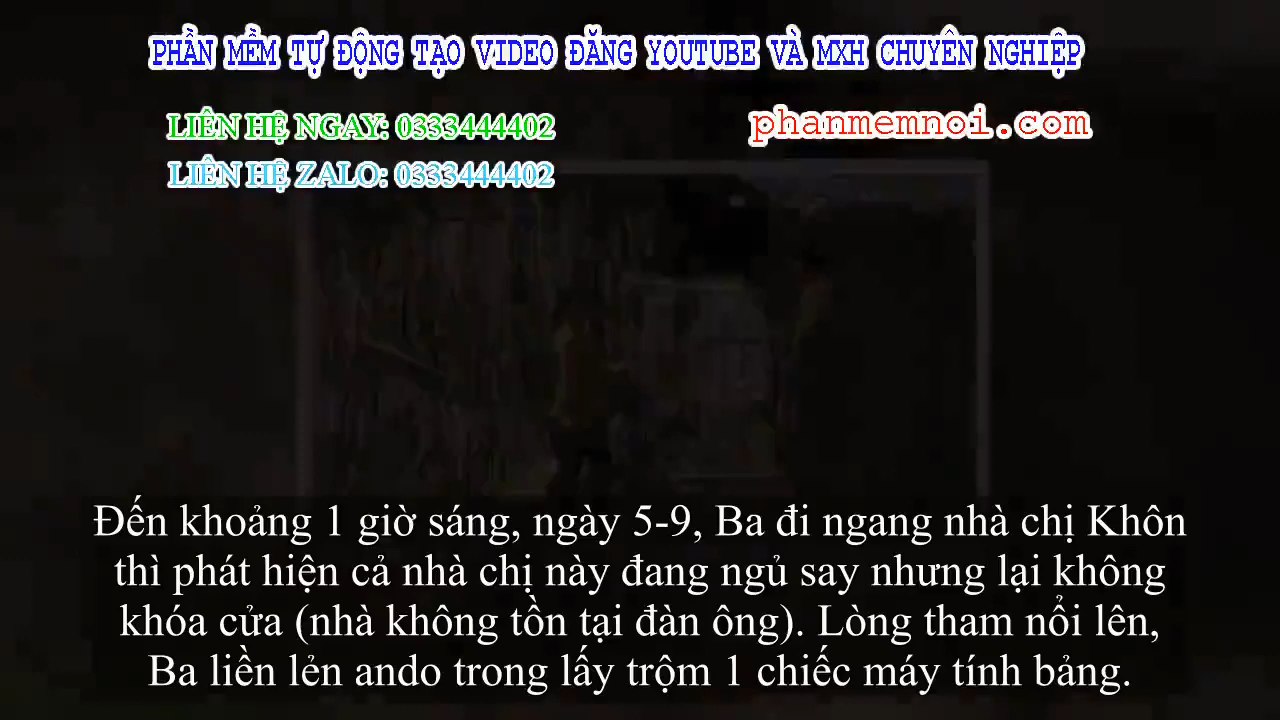 PHẦN MỀM TỰ ĐỘNG TẠO VIDEO ĐĂNG YOUTUBE VÀ MXH CHUYÊN NGHIỆP
LIÊN HỆ NGAY: 0333444402
phanmemnoi.com
LIÊN HỆ ZALO: 0333444402
Đến khoảng 1 giờ sáng, ngày 5-9, Ba đi ngang nhà chị Khôn
thì phát hiện cả nhà chị này đang ngủ say nhưng lại không
khóa cửa (nhà không tồn tại đàn ông). Lòng tham nổi lên,
Ba liền lẻn ando trong lấy trộm 1 chiếc máy tính bảng.